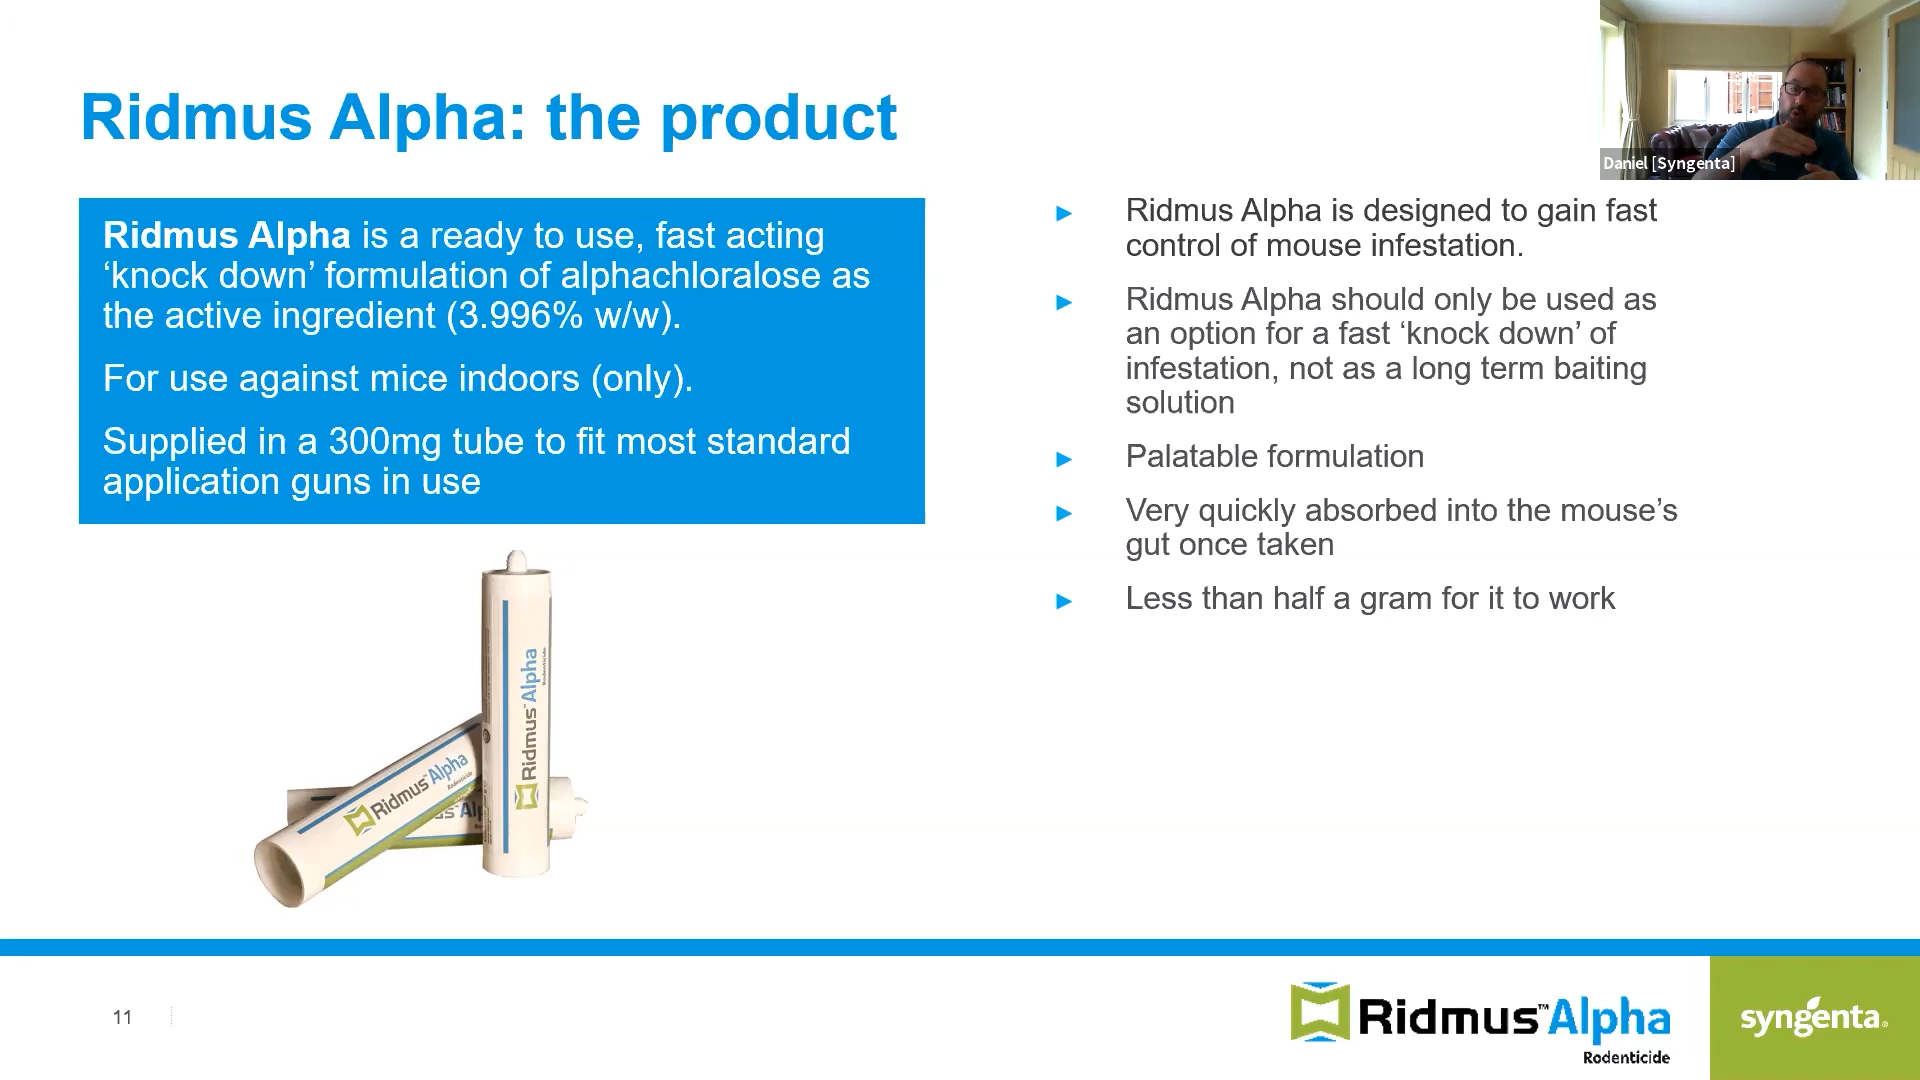 Ridmus Alpha: the product
Daniel [Syngenta]
Ridmus Alpha is a ready to use, fast acting
‘knock down’ formulation of alphachloralose as
the active ingredient (3.996% w/w).
For use against mice indoors (only).
Supplied in a 300mg tube to fit most standard
application guns in use
► Ridmus Alpha is designed to gain fast
control of mouse infestation.
► Ridmus Alpha should only be used as
an option for a fast ‘knock down’ of
infestation, not as a long term baiting
solution
► Palatable formulation
► Very quickly absorbed into the mouse’s
gut once taken
► Less than half a gram for it to work
Ridmus™Alpha
Rodenticide
Ridmus™Alpha
Rodenticide
us™Al
11
Ridmus™Alpha
Rodenticide
syngenta®